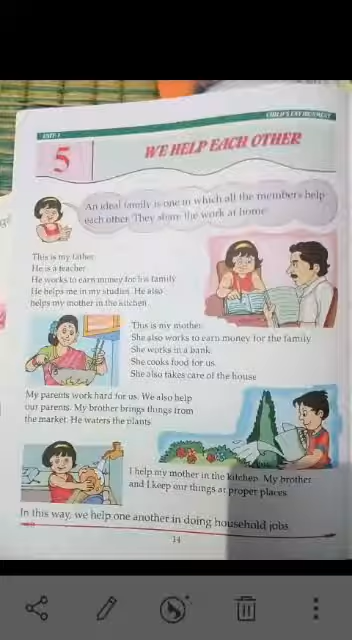 UNIT-1
CHILD'S ENVIRONMENT
5
WE HELP EACH OTHER
An ideal family is one in which all the members help
each other. They share the work at home.
This is my father.
He is a teacher.
He works to earn money for his family.
He helps me in my studies. He also
helps my mother in the kitchen.
This is my mother.
She also works to earn money for the family.
She works in a bank.
She cooks food for us.
She also takes care of the house.
My parents work hard for us. We also help
our parents. My brother brings things from
the market. He waters the plants.
I help my mother in the kitchen. My brother
and I keep our things at proper places.
In this way, we help one another in doing household jobs.
14